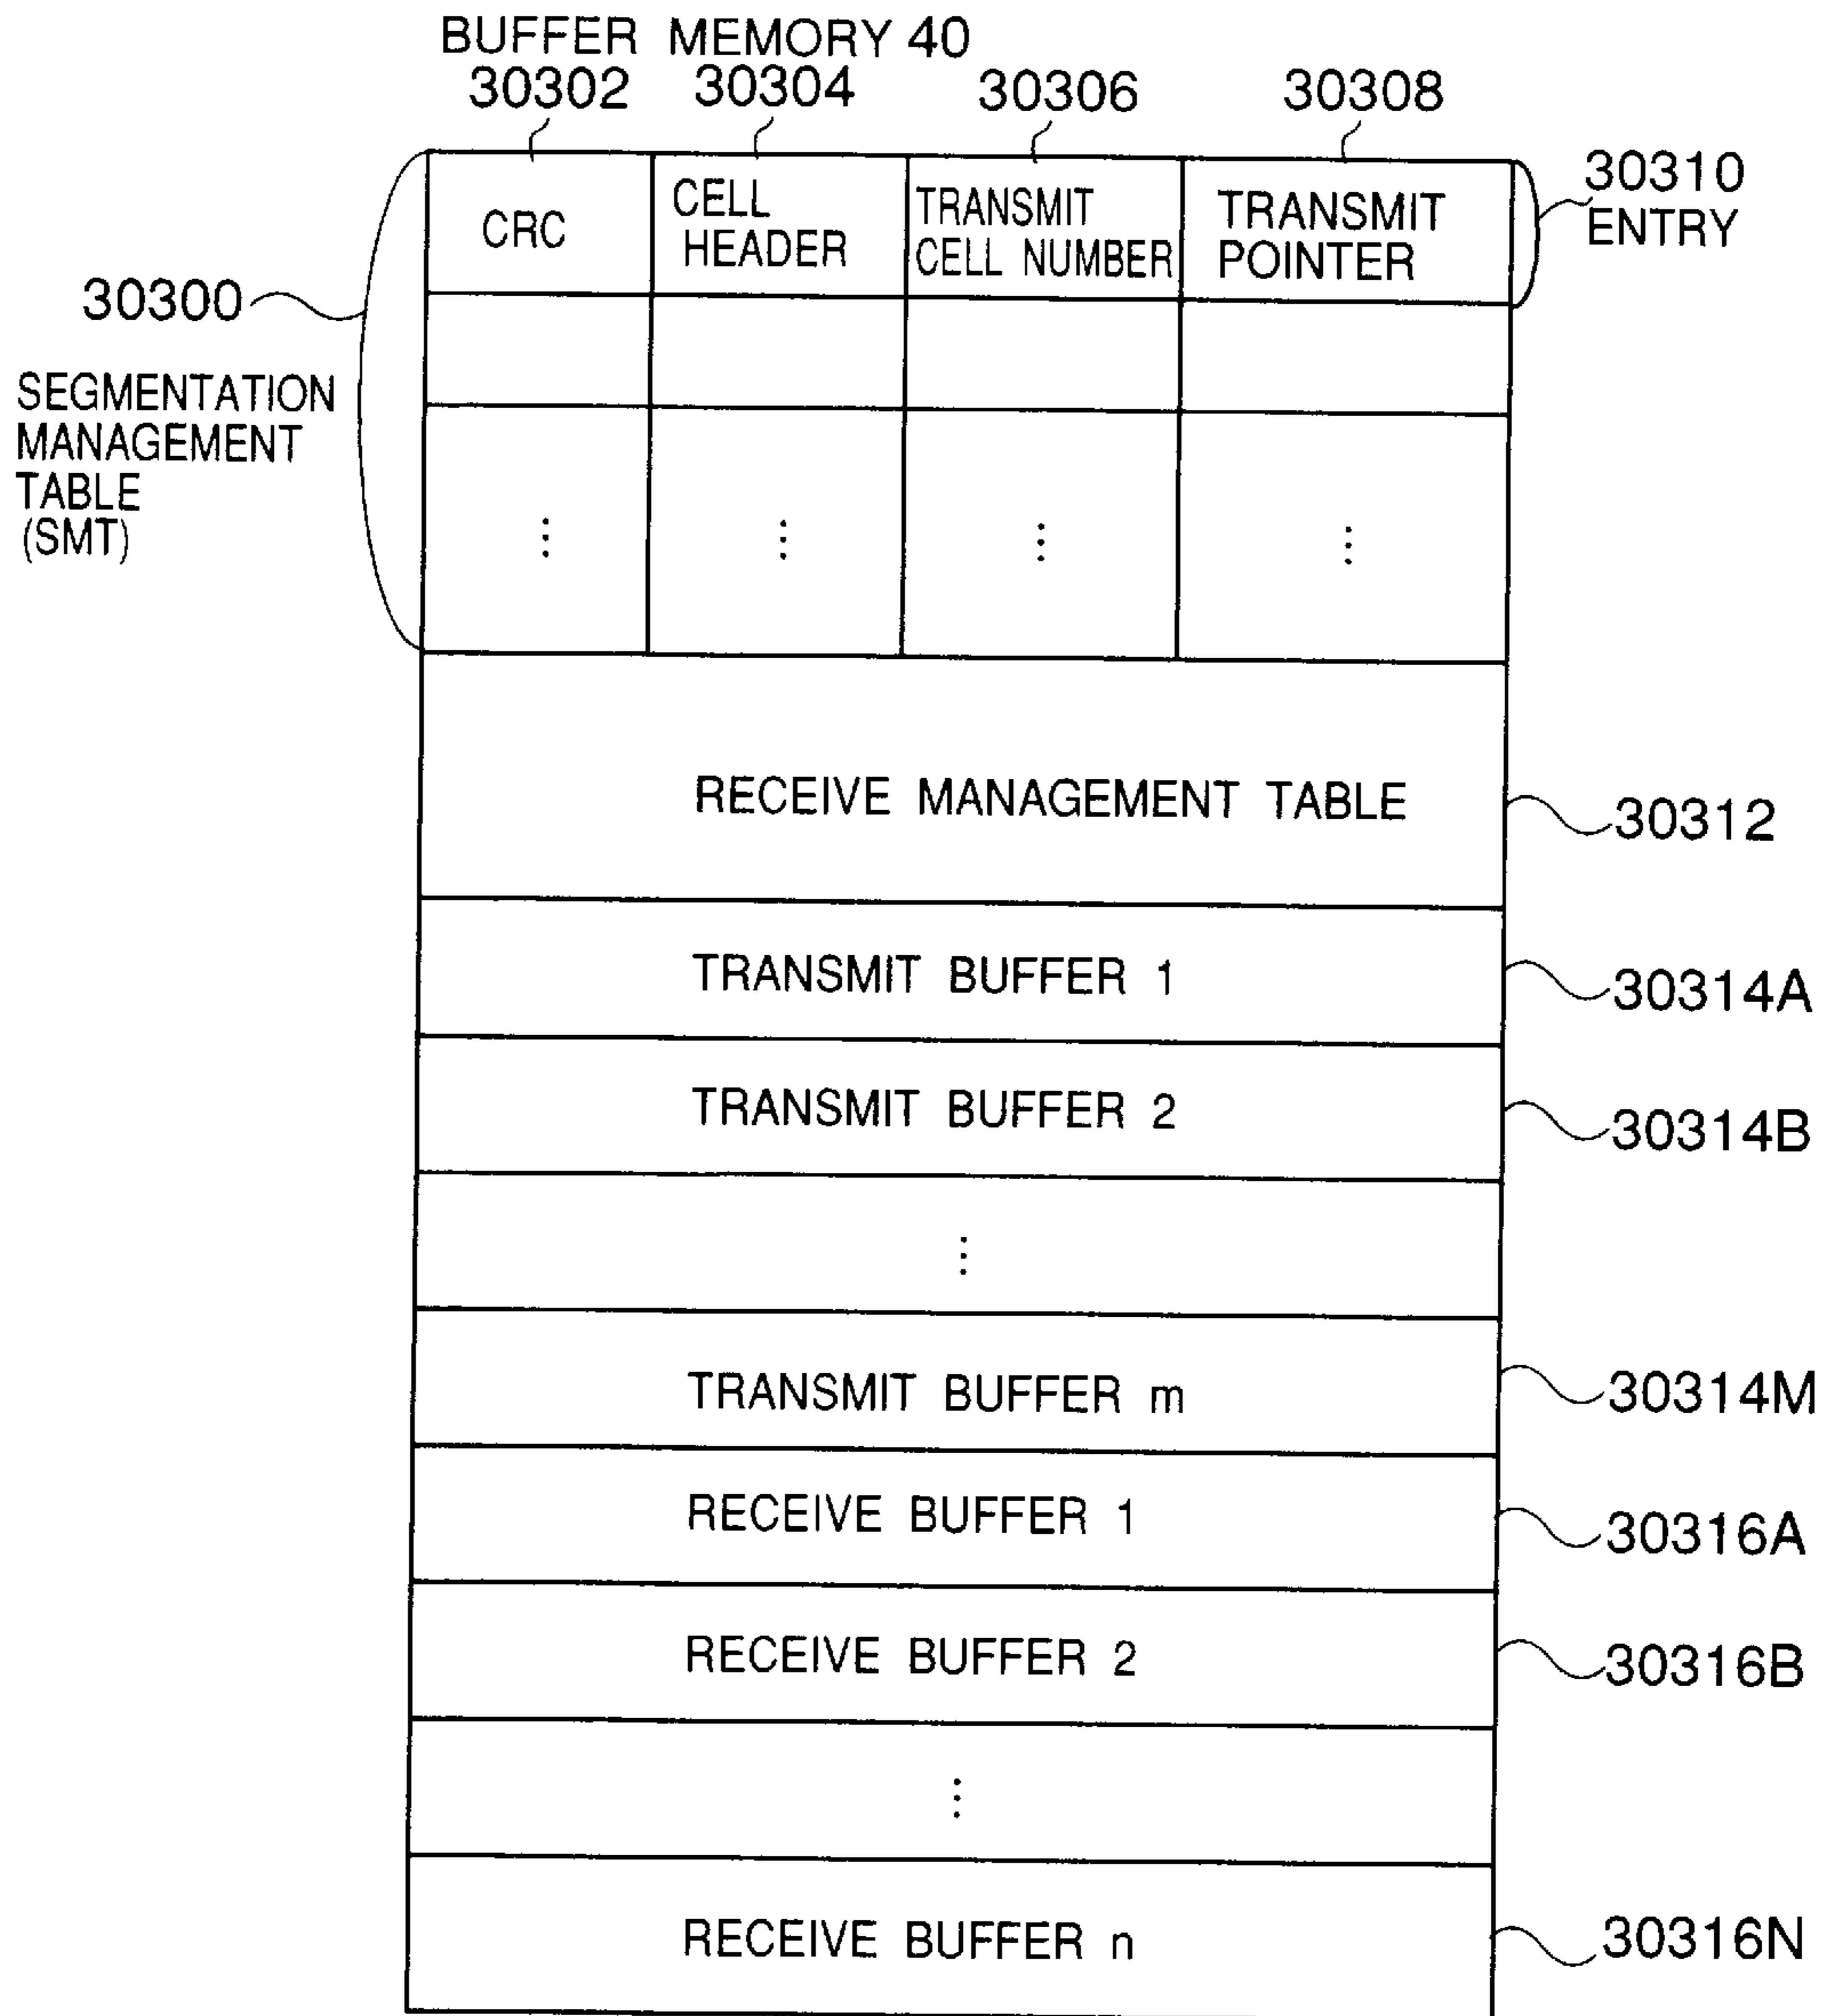 BUFFER MEMORY 40
30302 30304 30306 30308
CRC
CELL
HEADER
TRANSMIT
CELL NUMBER
TRANSMIT
POINTER
30310
ENTRY
30300
SEGMENTATION
MANAGEMENT
TABLE
(SMT)
⋮ ⋮ ⋮ ⋮
RECEIVE MANAGEMENT TABLE
30312
TRANSMIT BUFFER 1
30314A
TRANSMIT BUFFER 2
30314B
⋮
TRANSMIT BUFFER m
30314M
RECEIVE BUFFER 1
30316A
RECEIVE BUFFER 2
30316B
⋮
RECEIVE BUFFER n
30316N